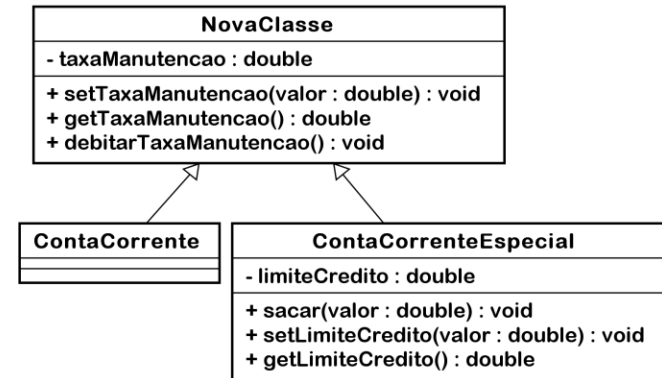 NovaClasse
- taxaManutencao : double
+ setTaxaManutencao(valor : double) : void
+ getTaxaManutencao() : double
+ debitarTaxaManutencao() : void
ContaCorrente
ContaCorrenteEspecial
- limiteCredito : double
+ sacar(valor : double) : void
+ setLimiteCredito(valor : double) : void
+ getLimiteCredito() : double